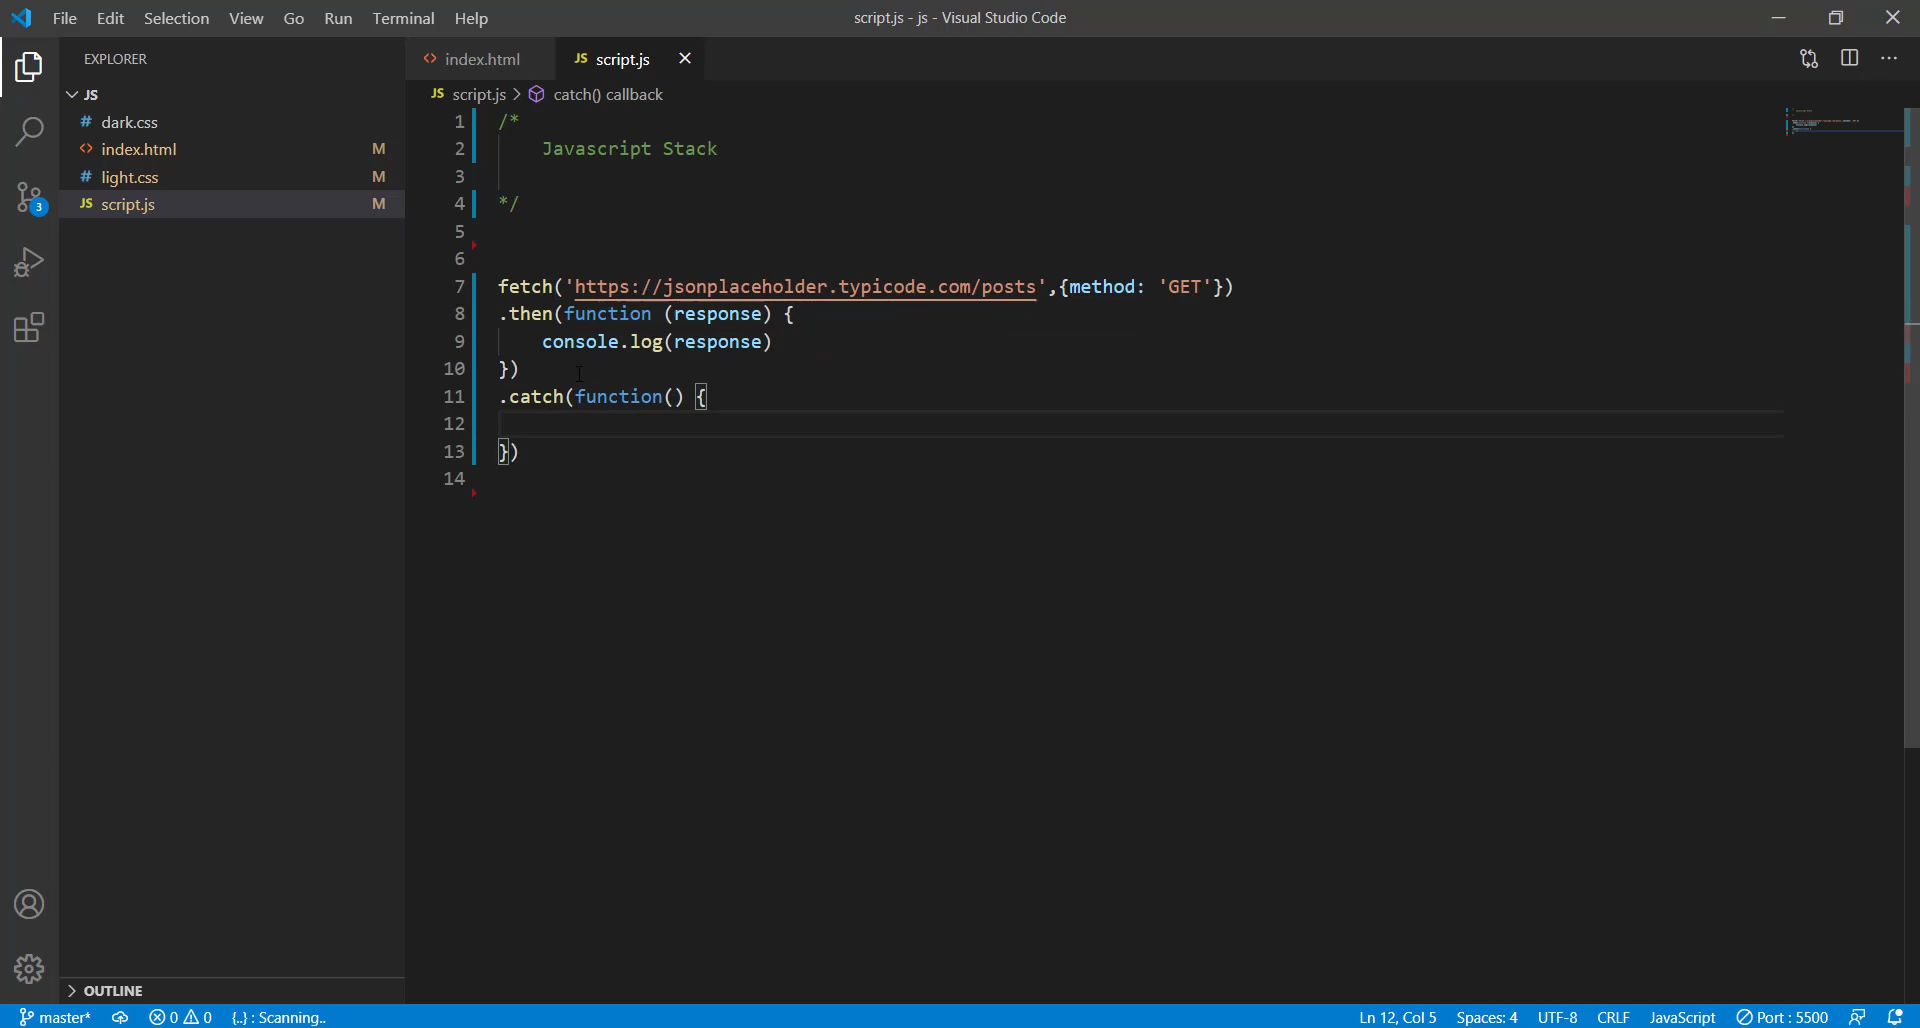 File Edit Selection View Go Run Terminal Help script.js - js - Visual Studio Code
EXPLORER
JS
# dark.css
<> index.html M
# light.css M
JS script.js M
3
OUTLINE
<> index.html JS script.js
JS script.js > catch() callback
1 /*
2 Javascript Stack
3
4 */
5
6
7 fetch('https://jsonplaceholder.typicode.com/posts',{method: 'GET'})
8 .then(function (response) {
9 console.log(response)
10 })
11 .catch(function() {
12
13 })
14
master* 0 0 {..} : Scanning.. Ln 12, Col 5 Spaces: 4 UTF-8 CRLF JavaScript Port : 5500